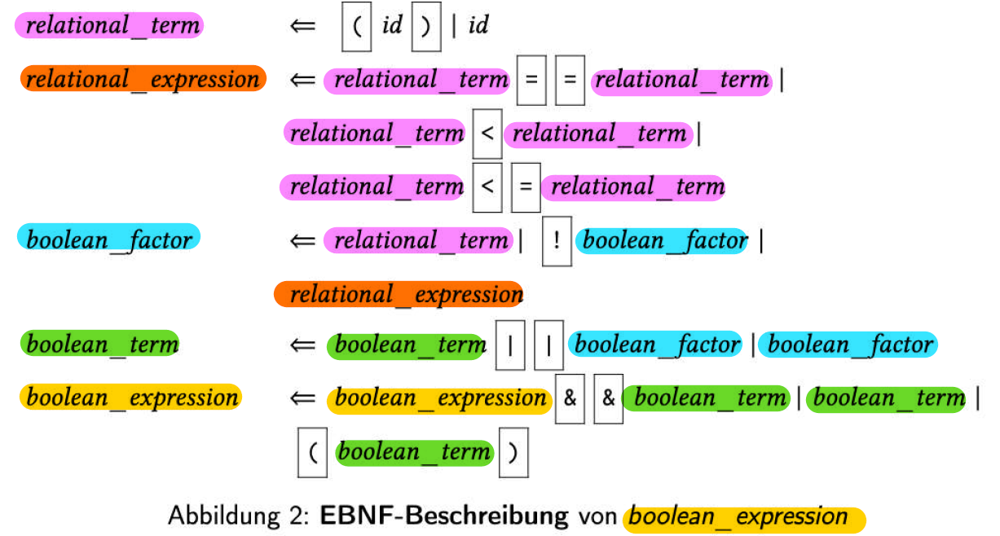 relational_term ⇐ ( id ) | id
relational_expression ⇐ relational_term = = relational_term |
relational_term < relational_term |
relational_term < = relational_term
boolean_factor ⇐ relational_term | ! boolean_factor |
relational_expression
boolean_term ⇐ boolean_term | | boolean_factor | boolean_factor
boolean_expression ⇐ boolean_expression & & boolean_term | boolean_term |
( boolean_term )
Abbildung 2: EBNF-Beschreibung von boolean_expression